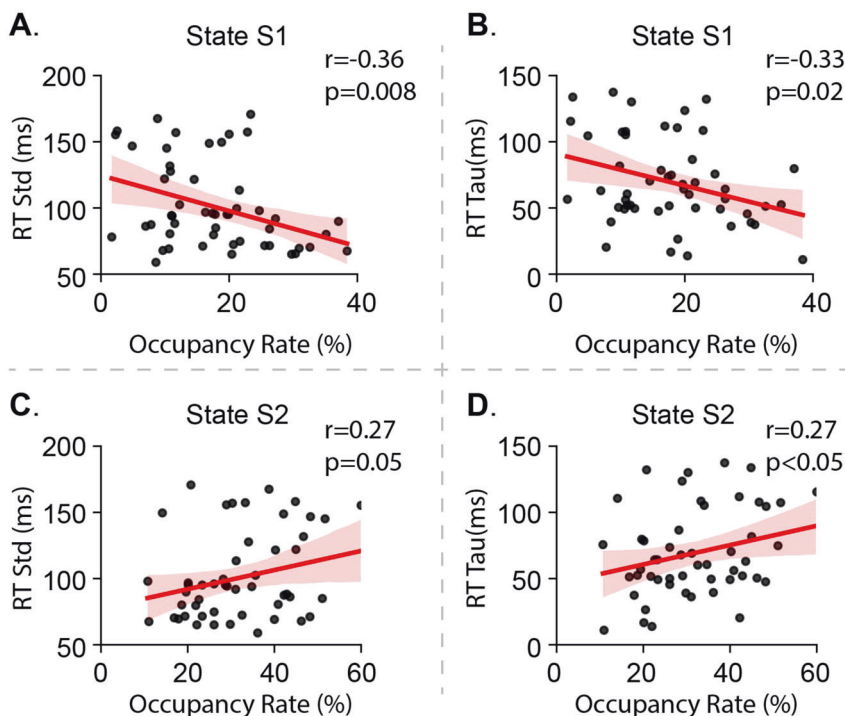 A.
State S1
r=-0.36
p=0.008
200
150
100
50
RT Std (ms)
0
20
40
Occupancy Rate (%)
B.
State S1
r=-0.33
p=0.02
150
100
50
0
RT Tau(ms)
0
20
40
Occupancy Rate (%)
C.
State S2
r=0.27
p=0.05
200
150
100
50
RT Std (ms)
0
20
40
60
Occupancy Rate (%)
D.
State S2
r=0.27
p<0.05
150
100
50
0
RT Tau(ms)
0
20
40
60
Occupancy Rate (%)